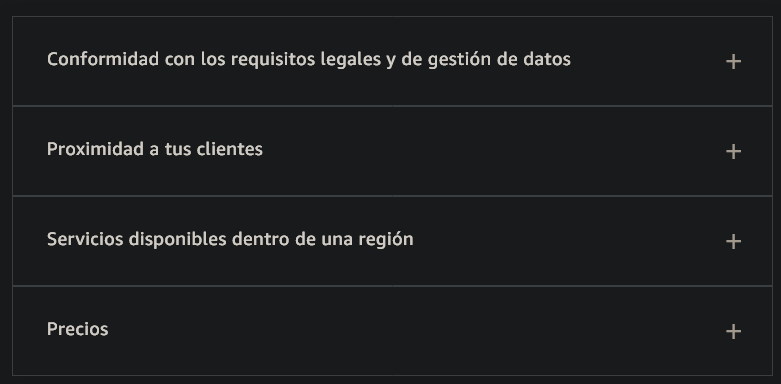 Conformidad con los requisitos legales y de gestión de datos
Proximidad a tus clientes
Servicios disponibles dentro de una región
Precios